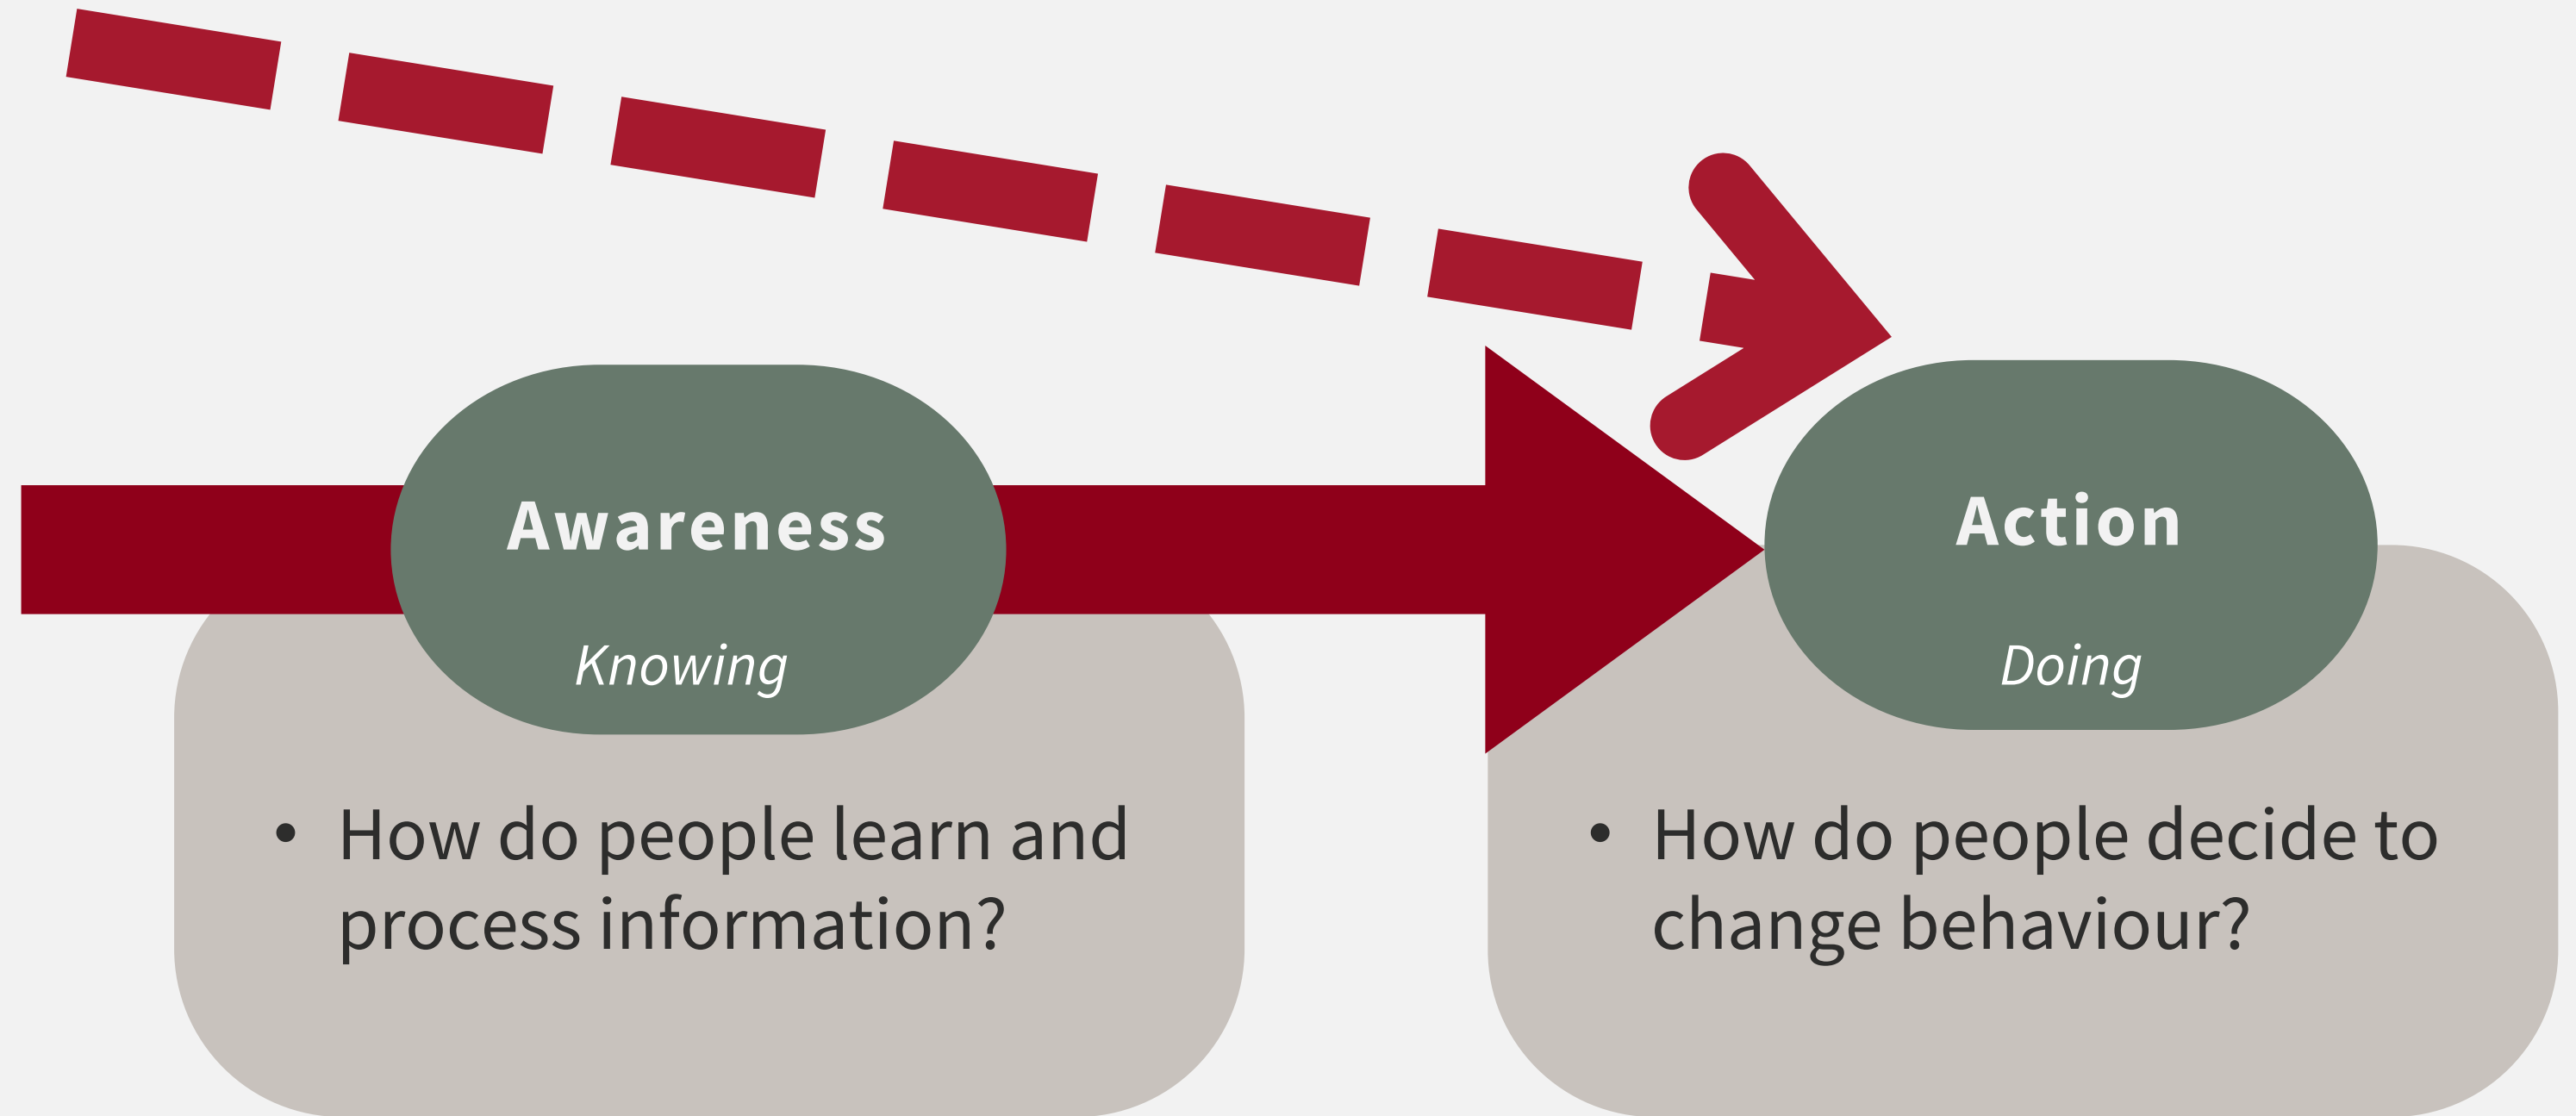 Awareness
Knowing
• How do people learn and
process information?
Action
Doing
• How do people decide to
change behaviour?